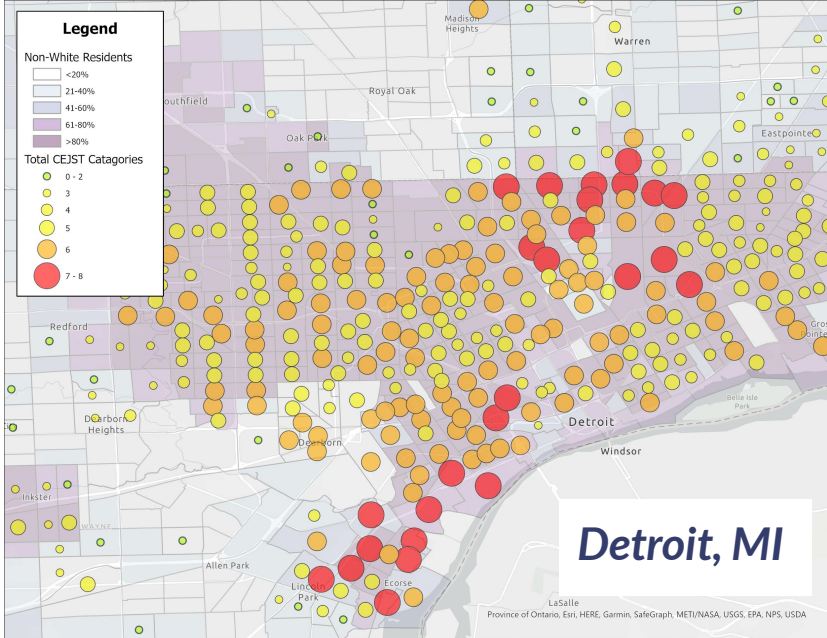 Legend
Non-White Residents
<20%
21-40%
41-60%
61-80%
>80%
Total CEJST Catagories
0 - 2
3
4
5
6
7 - 8
Madison
Heights
Warren
Royal Oak
outhfield
Oak Park
Eastpointe
Redford
Gros
Pointe
Belle Isle
Park
Dearborn
Heights
Dearborn
Detroit
Windsor
Inkster
WAYNE
Allen Park
Lincoln
Park
Ecorse
LaSalle
Detroit, MI
Province of Ontario, Esri, HERE, Garmin, SafeGraph, METI/NASA, USGS, EPA, NPS, USDA